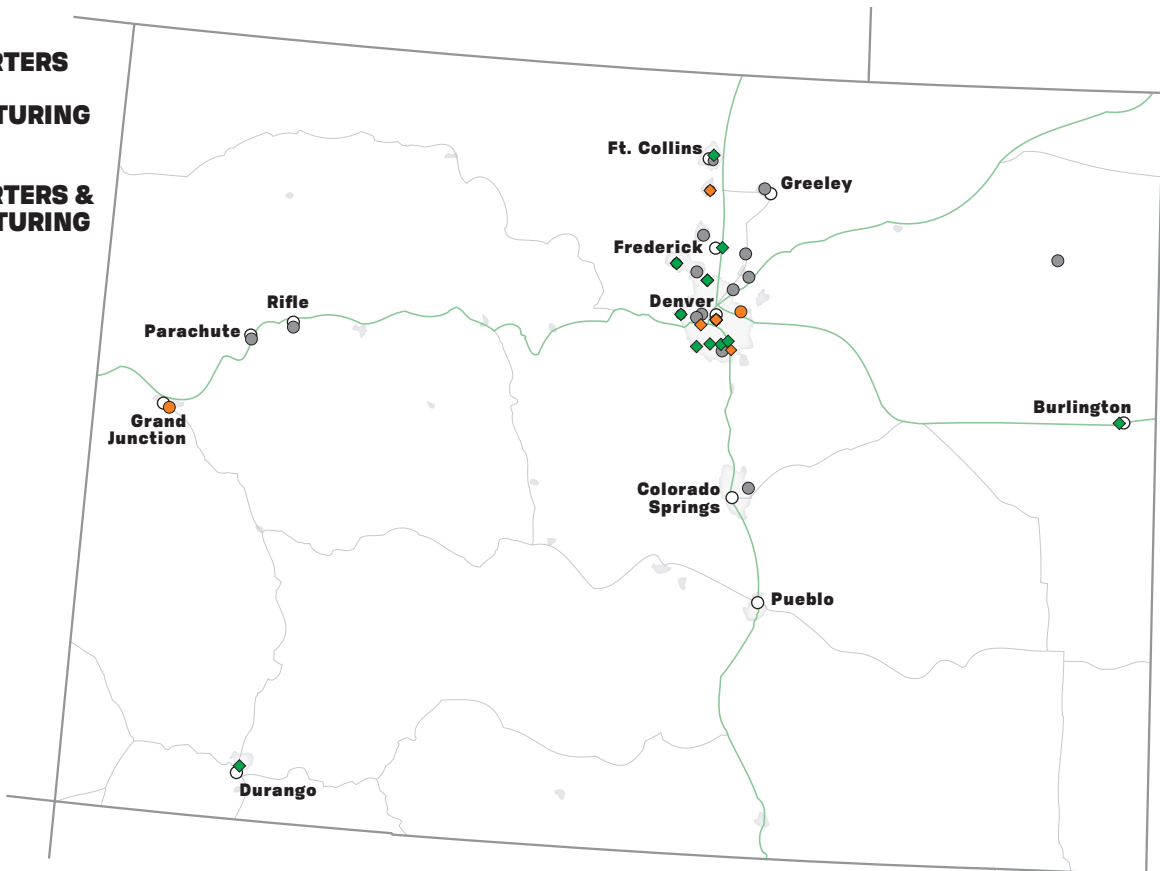 RTERS
TURING
RTERS &
TURING
Ft. Collins
Greeley
Frederick
Denver
Rifle
Parachute
Grand
Junction
Burlington
Colorado
Springs
Pueblo
Durango